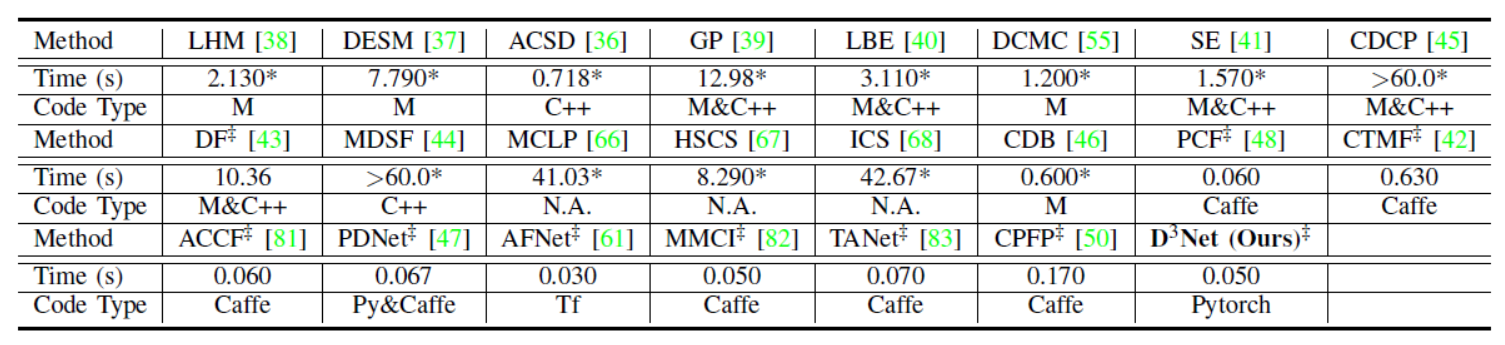 Method LHM [38] DESM [37] ACSD [36] GP [39] LBE [40] DCMC [55] SE [41] CDCP [45]
Time (s) 2.130* 7.790* 0.718* 12.98* 3.110* 1.200* 1.570* >60.0*
Code Type M M C++ M&C++ M&C++ M M&C++ M&C++
Method DF‡ [43] MDSF [44] MCLP [66] HSCS [67] ICS [68] CDB [46] PCF‡ [48] CTMF‡ [42]
Time (s) 10.36 >60.0* 41.03* 8.290* 42.67* 0.600* 0.060 0.630
Code Type M&C++ C++ N.A. N.A. N.A. M Caffe Caffe
Method ACCF‡ [81] PDNet‡ [47] AFNet‡ [61] MMCI‡ [82] TANet‡ [83] CPFP‡ [50] D³Net (Ours)‡
Time (s) 0.060 0.067 0.030 0.050 0.070 0.170 0.050
Code Type Caffe Py&Caffe Tf Caffe Caffe Caffe Pytorch